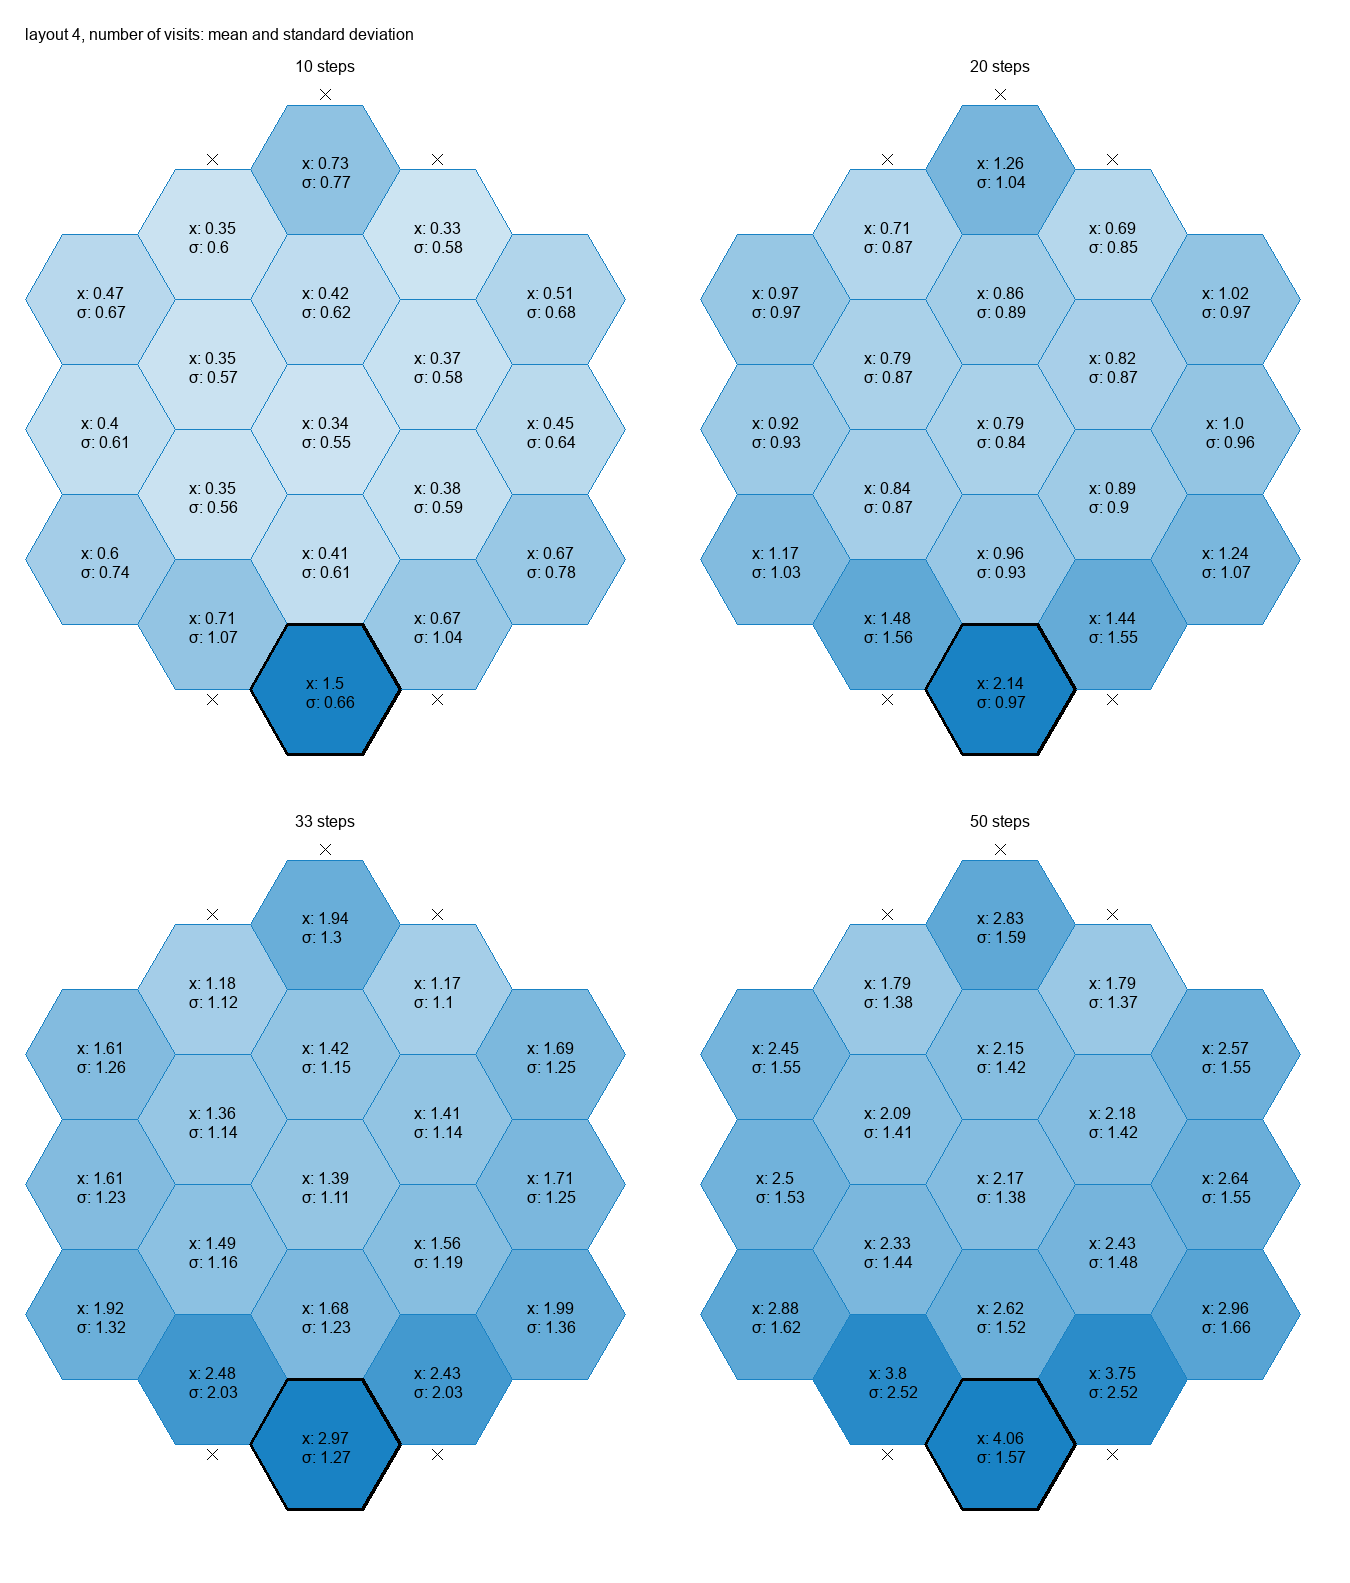 layout 4, number of visits: mean and standard deviation
10 steps
x: 0.73
σ: 0.77
x: 0.35
σ: 0.6
x: 0.33
σ: 0.58
x: 0.47
σ: 0.67
x: 0.42
σ: 0.62
x: 0.51
σ: 0.68
x: 0.35
σ: 0.57
x: 0.37
σ: 0.58
x: 0.4
σ: 0.61
x: 0.34
σ: 0.55
x: 0.45
σ: 0.64
x: 0.35
σ: 0.56
x: 0.38
σ: 0.59
x: 0.6
σ: 0.74
x: 0.41
σ: 0.61
x: 0.67
σ: 0.78
x: 0.71
σ: 1.07
x: 0.67
σ: 1.04
x: 1.5
σ: 0.66
20 steps
x: 1.26
σ: 1.04
x: 0.71
σ: 0.87
x: 0.69
σ: 0.85
x: 0.97
σ: 0.97
x: 0.86
σ: 0.89
x: 1.02
σ: 0.97
x: 0.79
σ: 0.87
x: 0.82
σ: 0.87
x: 0.92
σ: 0.93
x: 0.79
σ: 0.84
x: 1.0
σ: 0.96
x: 0.84
σ: 0.87
x: 0.89
σ: 0.9
x: 1.17
σ: 1.03
x: 0.96
σ: 0.93
x: 1.24
σ: 1.07
x: 1.48
σ: 1.56
x: 1.44
σ: 1.55
x: 2.14
σ: 0.97
33 steps
x: 1.94
σ: 1.3
x: 1.18
σ: 1.12
x: 1.17
σ: 1.1
x: 1.61
σ: 1.26
x: 1.42
σ: 1.15
x: 1.69
σ: 1.25
x: 1.36
σ: 1.14
x: 1.41
σ: 1.14
x: 1.61
σ: 1.23
x: 1.39
σ: 1.11
x: 1.71
σ: 1.25
x: 1.49
σ: 1.16
x: 1.56
σ: 1.19
x: 1.92
σ: 1.32
x: 1.68
σ: 1.23
x: 1.99
σ: 1.36
x: 2.48
σ: 2.03
x: 2.43
σ: 2.03
x: 2.97
σ: 1.27
50 steps
x: 2.83
σ: 1.59
x: 1.79
σ: 1.38
x: 1.79
σ: 1.37
x: 2.45
σ: 1.55
x: 2.15
σ: 1.42
x: 2.57
σ: 1.55
x: 2.09
σ: 1.41
x: 2.18
σ: 1.42
x: 2.5
σ: 1.53
x: 2.17
σ: 1.38
x: 2.64
σ: 1.55
x: 2.33
σ: 1.44
x: 2.43
σ: 1.48
x: 2.88
σ: 1.62
x: 2.62
σ: 1.52
x: 2.96
σ: 1.66
x: 3.8
σ: 2.52
x: 3.75
σ: 2.52
x: 4.06
σ: 1.57